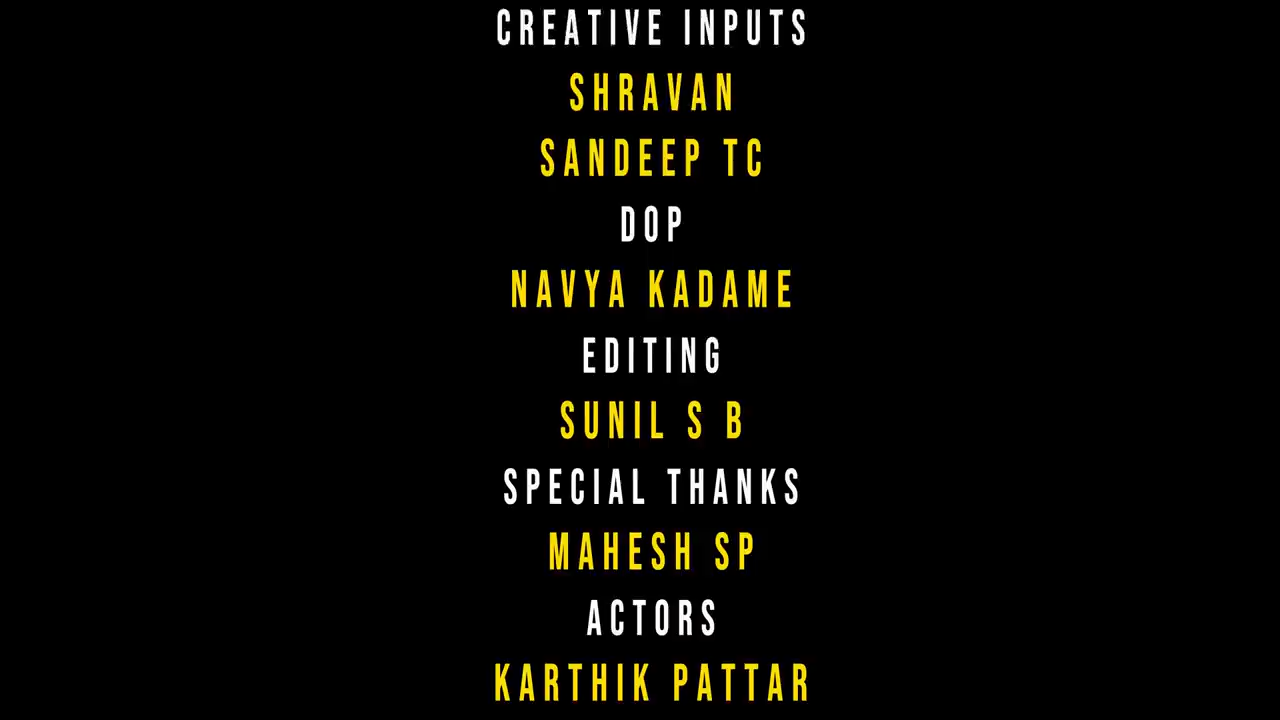 CREATIVE INPUTS
SHRAVAN
SANDEEP TC
DOP
NAVYA KADAME
EDITING
SUNIL S B
SPECIAL THANKS
MAHESH SP
ACTORS
KARTHIK PATTAR